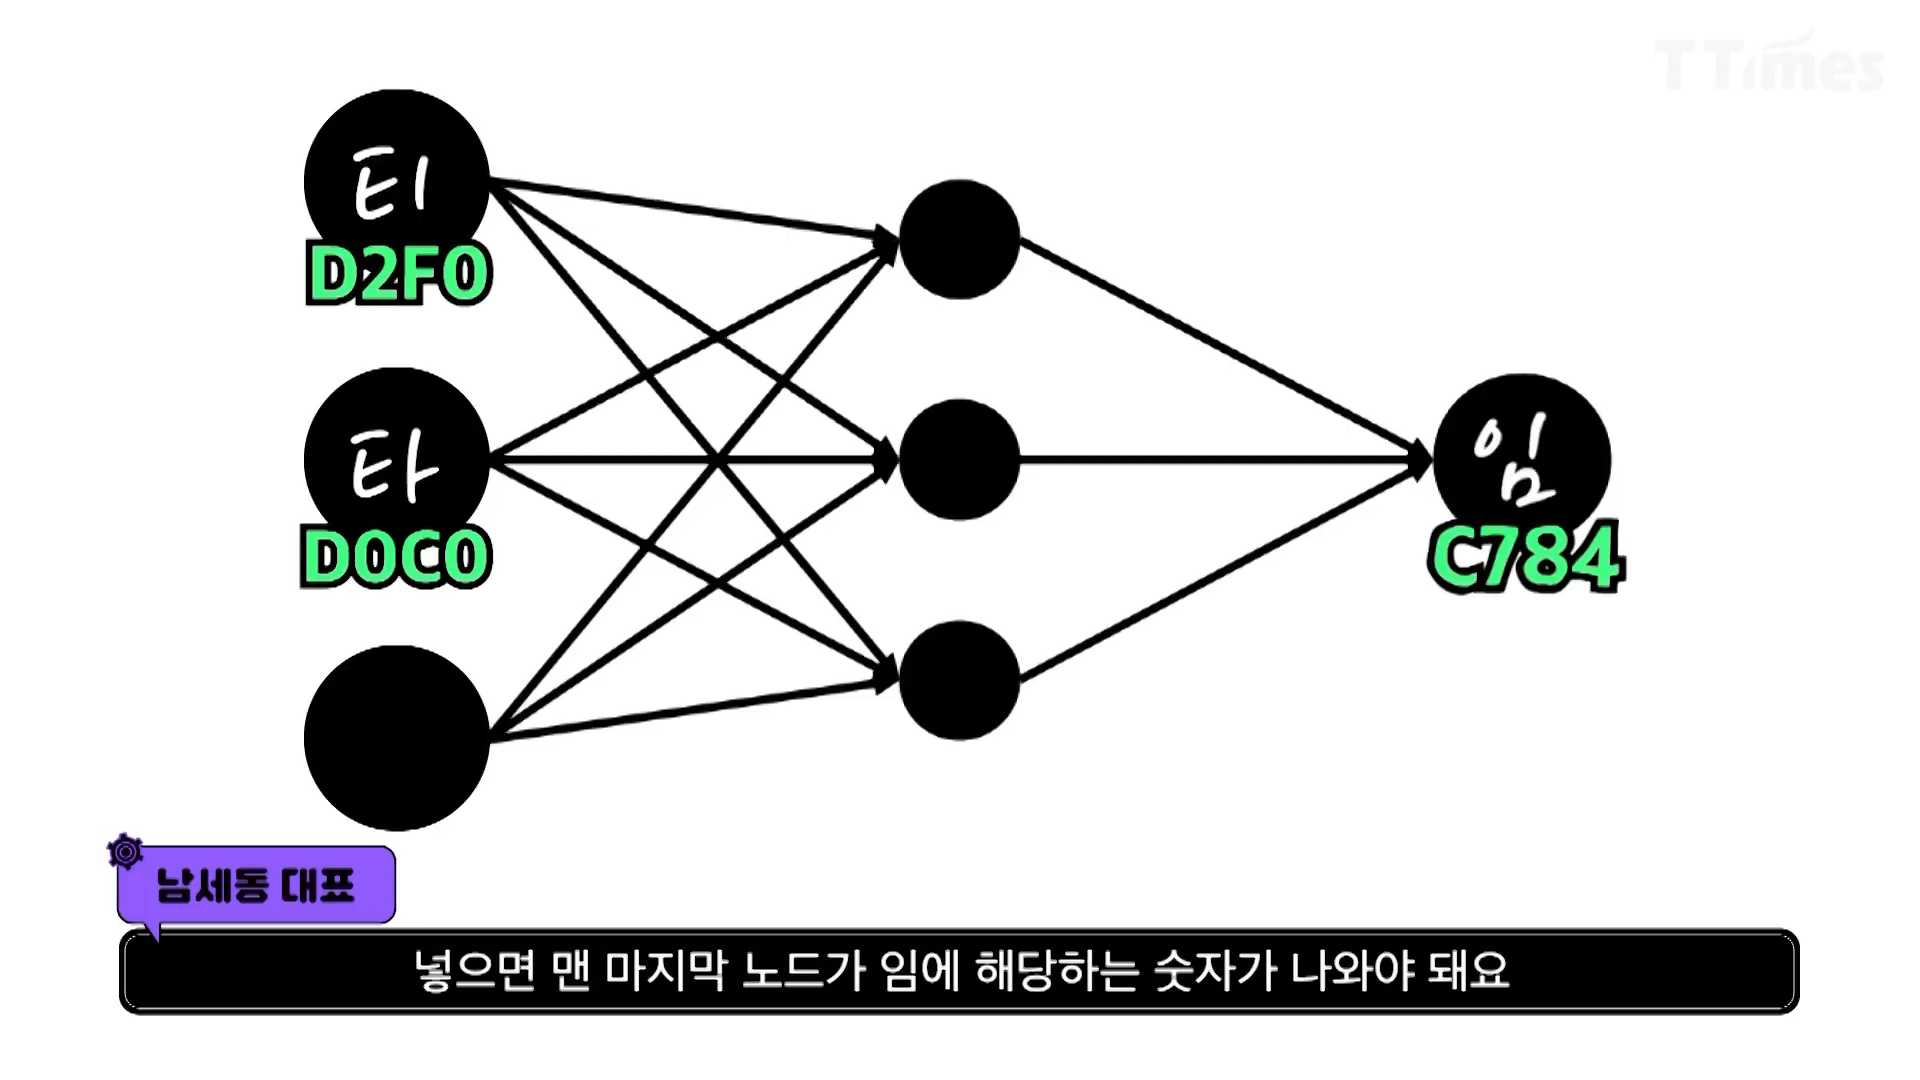 TTimes
티
D2F0
타
D0C0
임
C784
남세동 대표
넣으면 맨 마지막 노드가 임에 해당하는 숫자가 나와야 돼요